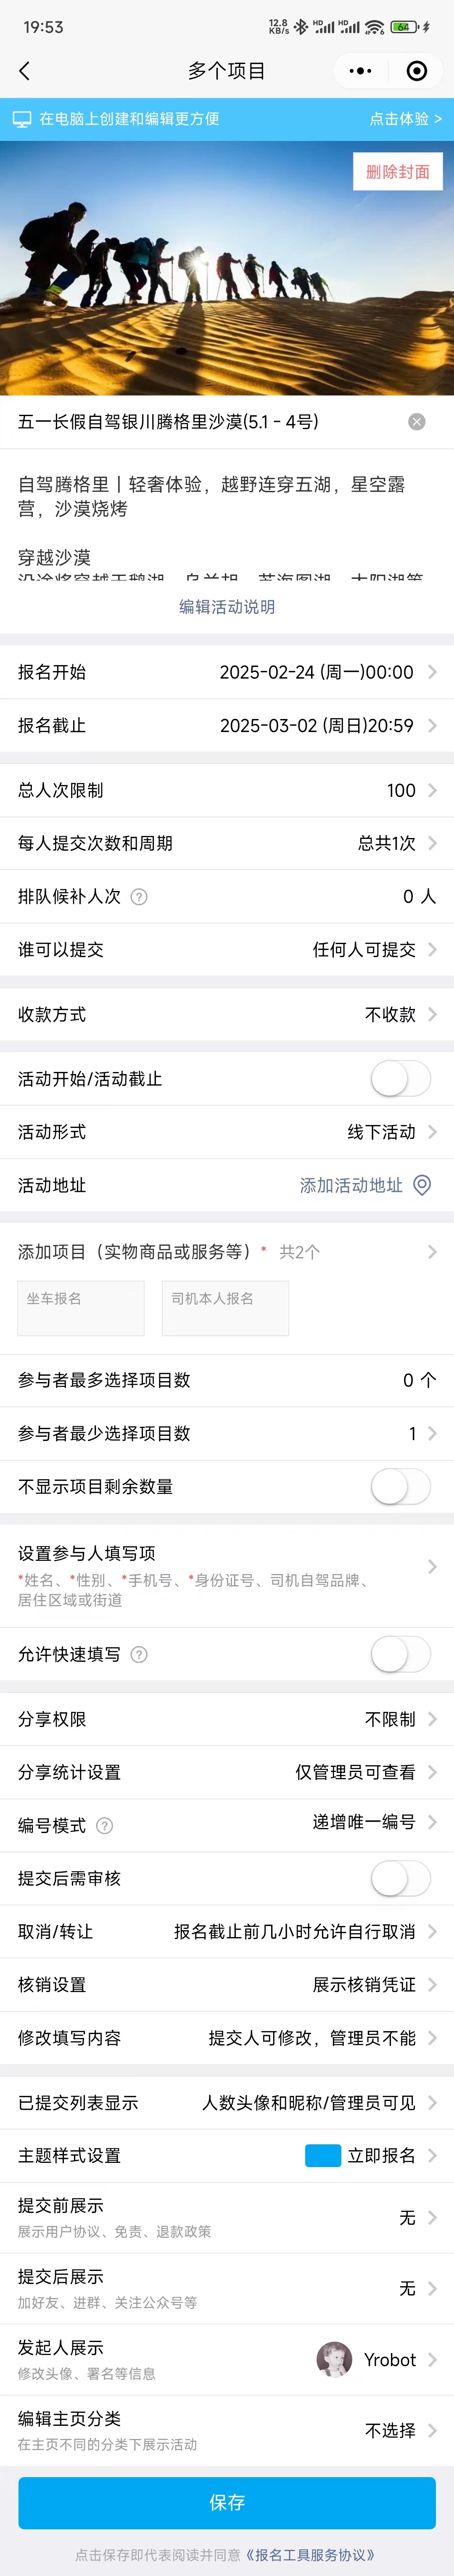 19:53
12.8
KB/s
HD
HD
6
64
多个项目
在电脑上创建和编辑更方便
点击体验 >
删除封面
五一长假自驾银川腾格里沙漠(5.1 - 4号)
自驾腾格里丨轻奢体验，越野连穿五湖，星空露
营，沙漠烧烤
穿越沙漠
沿途将穿越天鹅湖、乌兰胡、苏海图湖、太阳湖等
编辑活动说明
报名开始
2025-02-24 (周一)00:00
报名截止
2025-03-02 (周日)20:59
总人次限制
100
每人提交次数和周期
总共1次
排队候补人次 ?
0 人
谁可以提交
任何人可提交
收款方式
不收款
活动开始/活动截止
活动形式
线下活动
活动地址
添加活动地址
添加项目（实物商品或服务等）* 共2个
坐车报名
司机本人报名
参与者最多选择项目数
0 个
参与者最少选择项目数
1
不显示项目剩余数量
设置参与人填写项
*姓名、*性别、*手机号、*身份证号、司机自驾品牌、
居住区域或街道
允许快速填写 ?
分享权限
不限制
分享统计设置
仅管理员可查看
编号模式 ?
递增唯一编号
提交后需审核
取消/转让
报名截止前几小时允许自行取消
核销设置
展示核销凭证
修改填写内容
提交人可修改，管理员不能
已提交列表显示
人数头像和昵称/管理员可见
主题样式设置
立即报名
提交前展示
展示用户协议、免责、退款政策
无
提交后展示
加好友、进群、关注公众号等
无
发起人展示
修改头像、署名等信息
Yrobot
编辑主页分类
在主页不同的分类下展示活动
不选择
保存
点击保存即代表阅读并同意《报名工具服务协议》